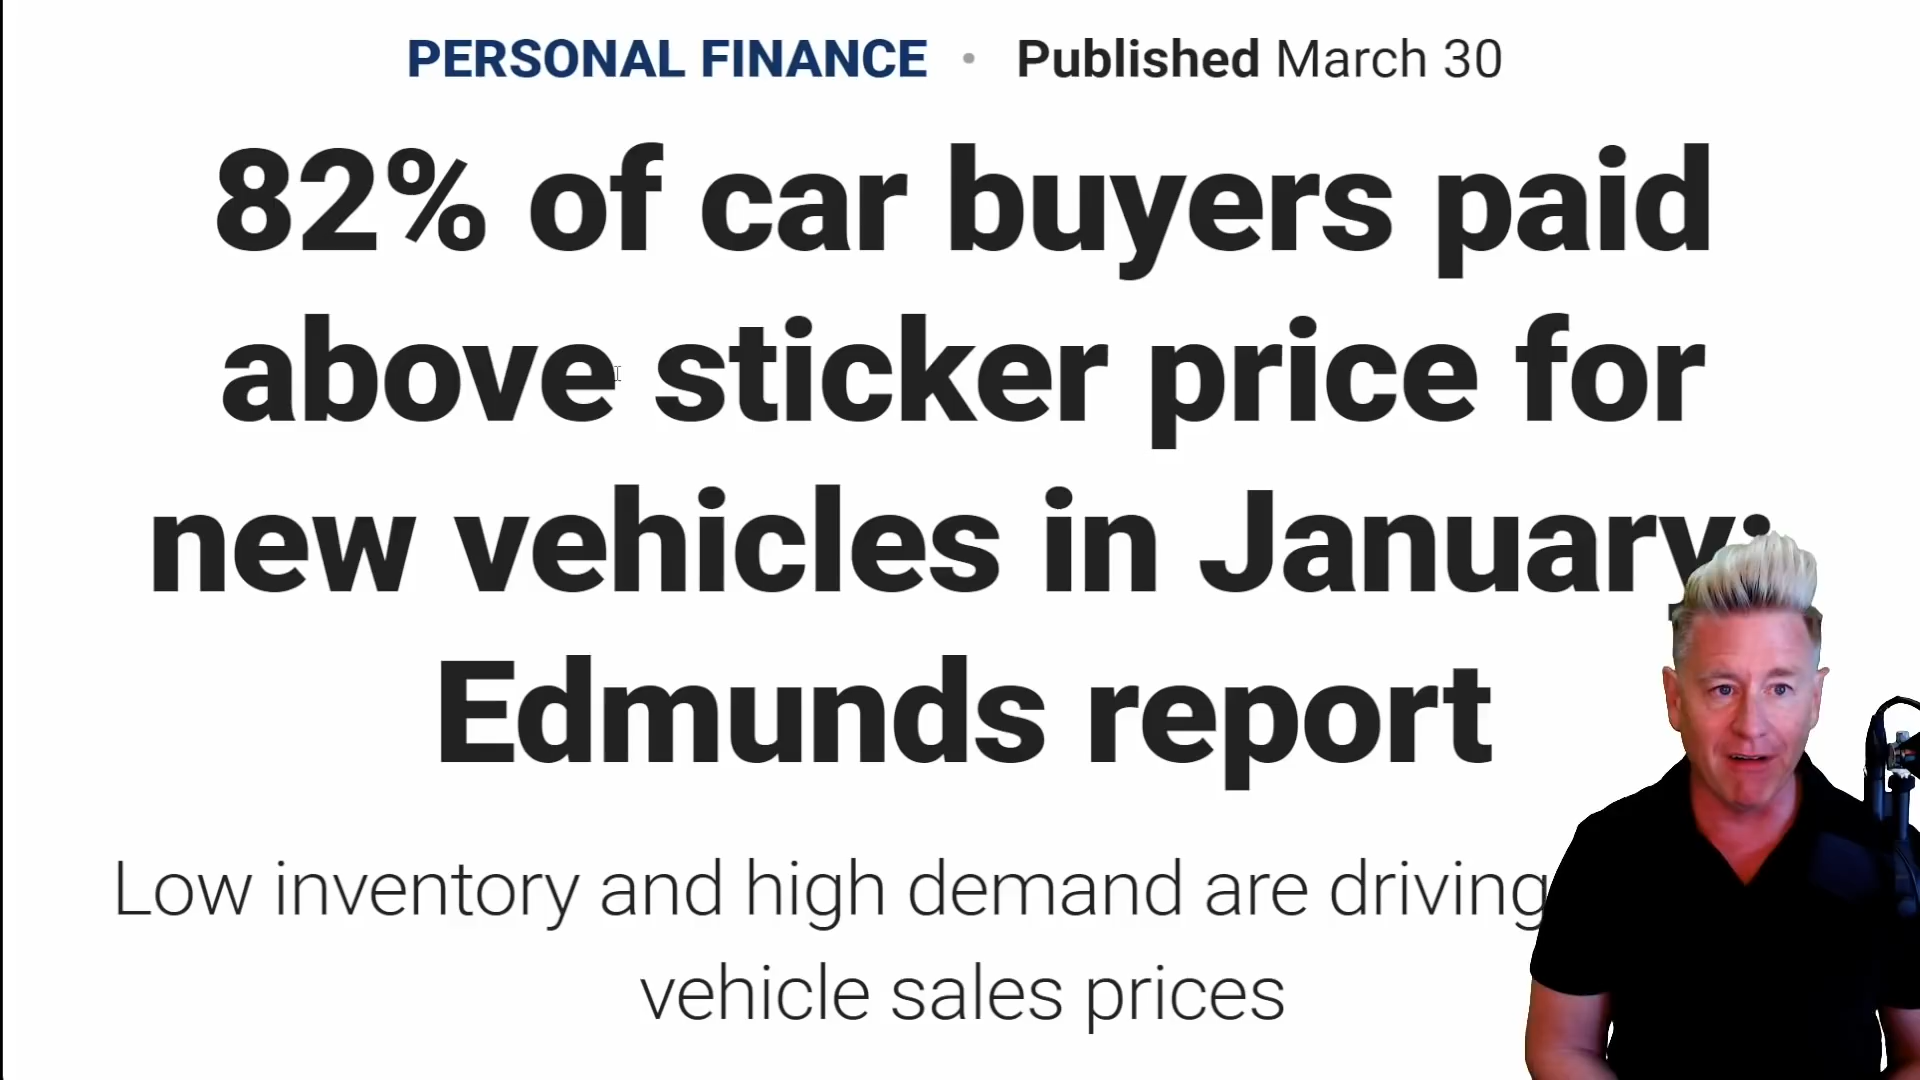 PERSONAL FINANCE • Published March 30
82% of car buyers paid
above sticker price for
new vehicles in January:
Edmunds report
Low inventory and high demand are driving
vehicle sales prices